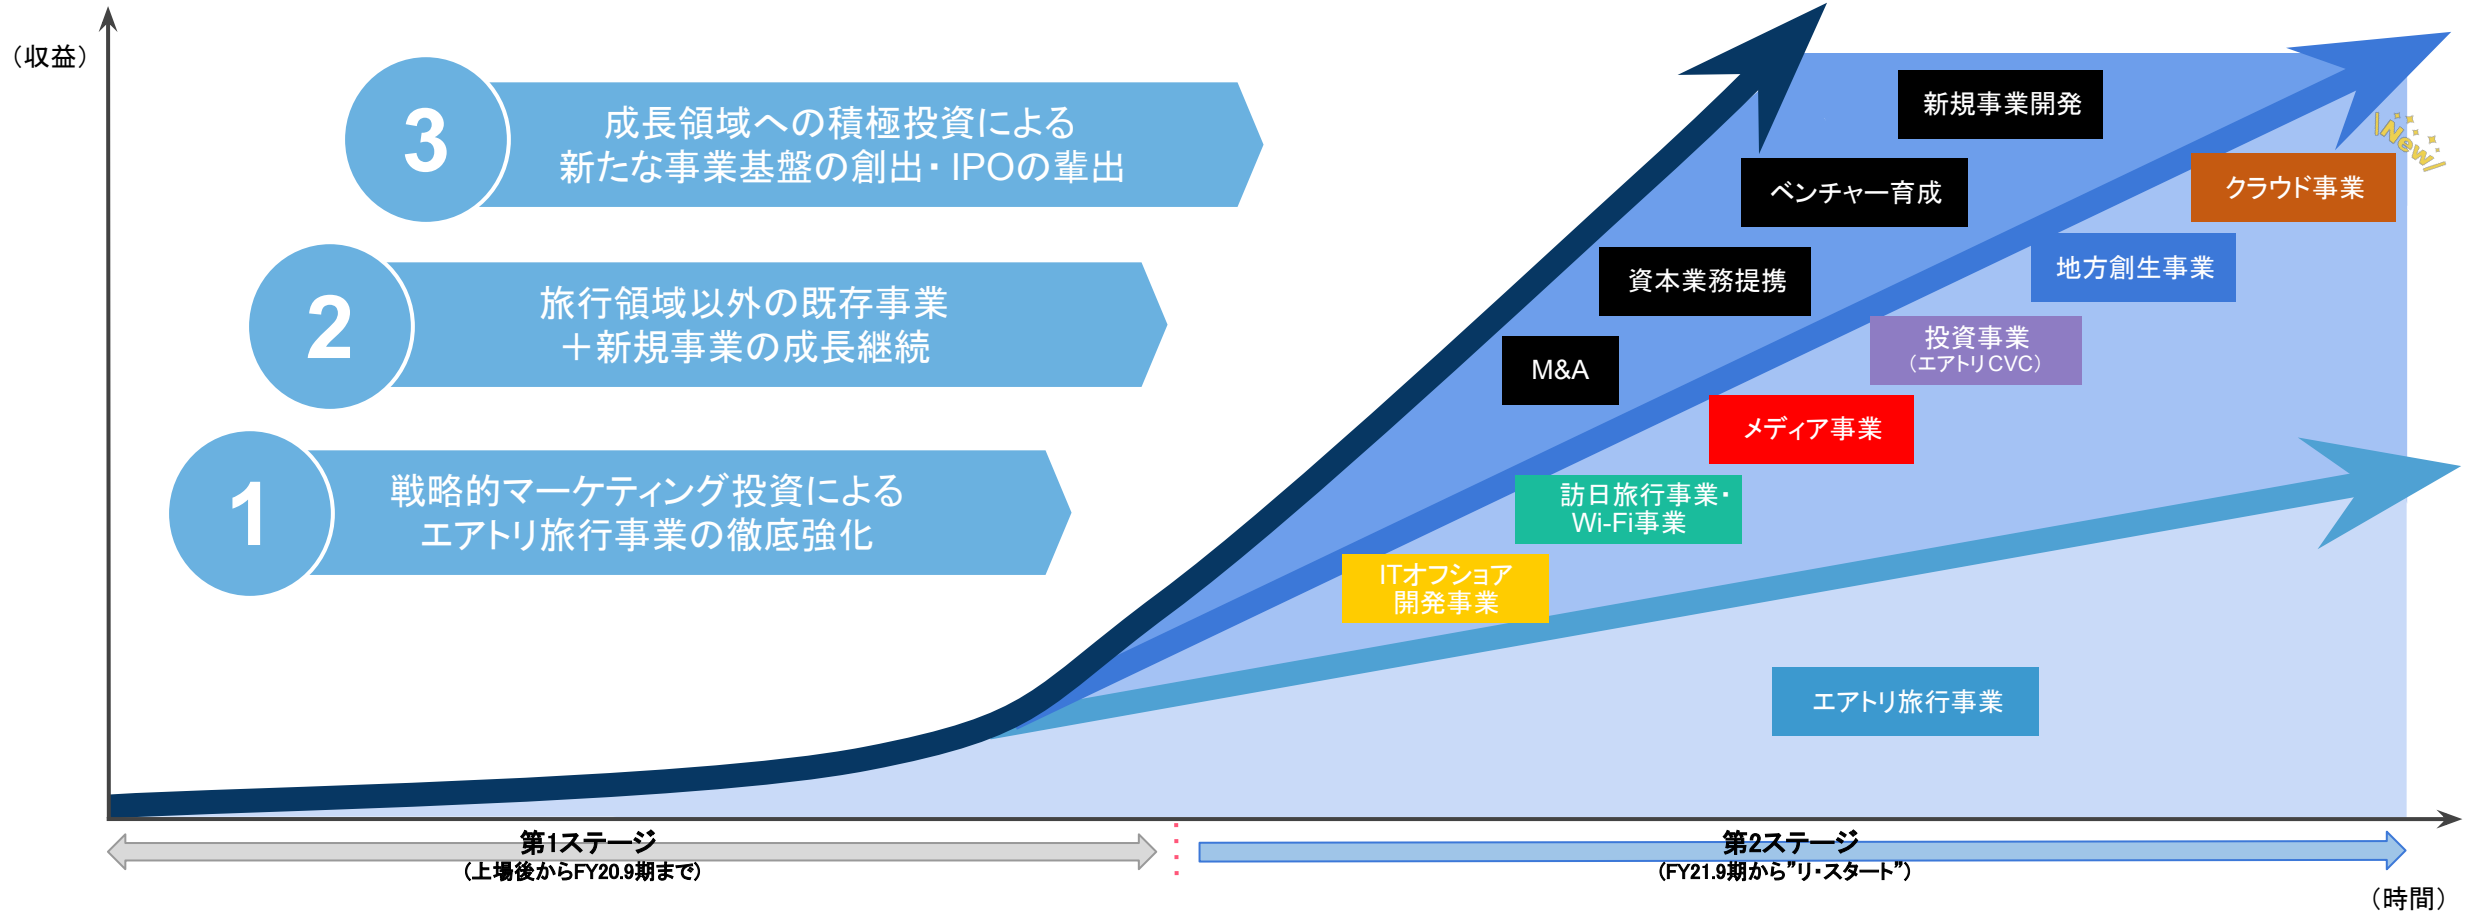 （収益）
3
成長領域への積極投資による
新たな事業基盤の創出・IPOの輩出
2
旅行領域以外の既存事業
＋新規事業の成長継続
1
戦略的マーケティング投資による
エアトリ旅行事業の徹底強化
新規事業開発
ベンチャー育成
資本業務提携
M&A
New
クラウド事業
地方創生事業
投資事業
（エアトリCVC）
メディア事業
訪日旅行事業・
Wi-Fi事業
ITオフショア
開発事業
エアトリ旅行事業
第1ステージ
（上場後からFY20.9期まで）
第2ステージ
（FY21.9期から”リ・スタート”）
（時間）